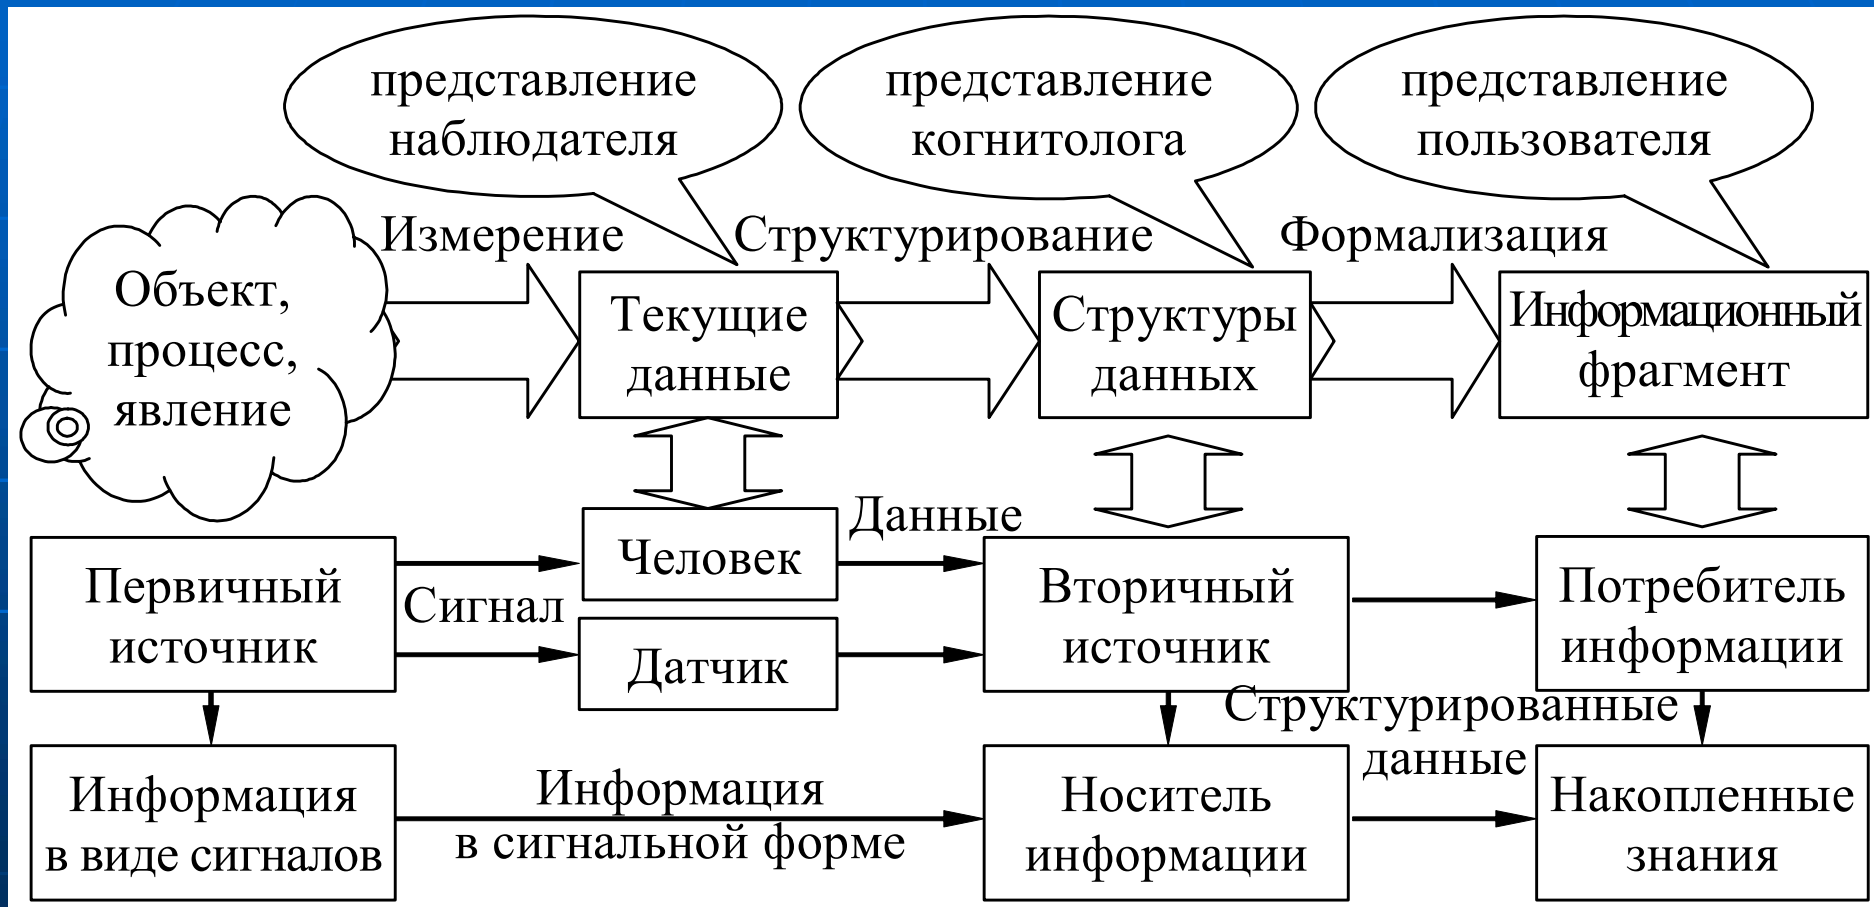 представление
наблюдателя
представление
когнитолога
представление
пользователя
Измерение
Структурирование
Формализация
Объект,
процесс,
явление
Текущие
данные
Структуры
данных
Информационный
фрагмент
Первичный
источник
Сигнал
Человек
Датчик
Данные
Вторичный
источник
Потребитель
информации
Структурированные
данные
Информация
в виде сигналов
Информация
в сигнальной форме
Носитель
информации
Накопленные
знания